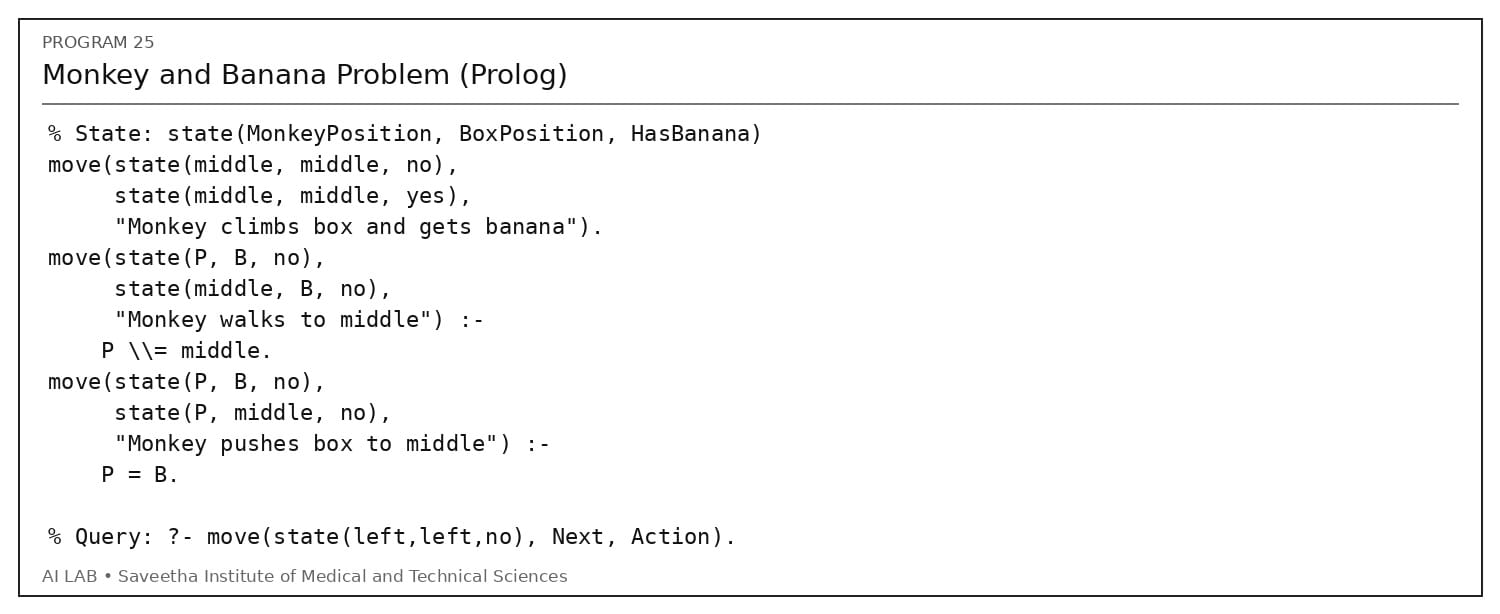 PROGRAM 25
Monkey and Banana Problem (Prolog)
% State: state(MonkeyPosition, BoxPosition, HasBanana)
move(state(middle, middle, no),
     state(middle, middle, yes),
     "Monkey climbs box and gets banana").
move(state(P, B, no),
     state(middle, B, no),
     "Monkey walks to middle") :-
    P \\= middle.
move(state(P, B, no),
     state(P, middle, no),
     "Monkey pushes box to middle") :-
    P = B.

% Query: ?- move(state(left,left,no), Next, Action).
AI LAB • Saveetha Institute of Medical and Technical Sciences